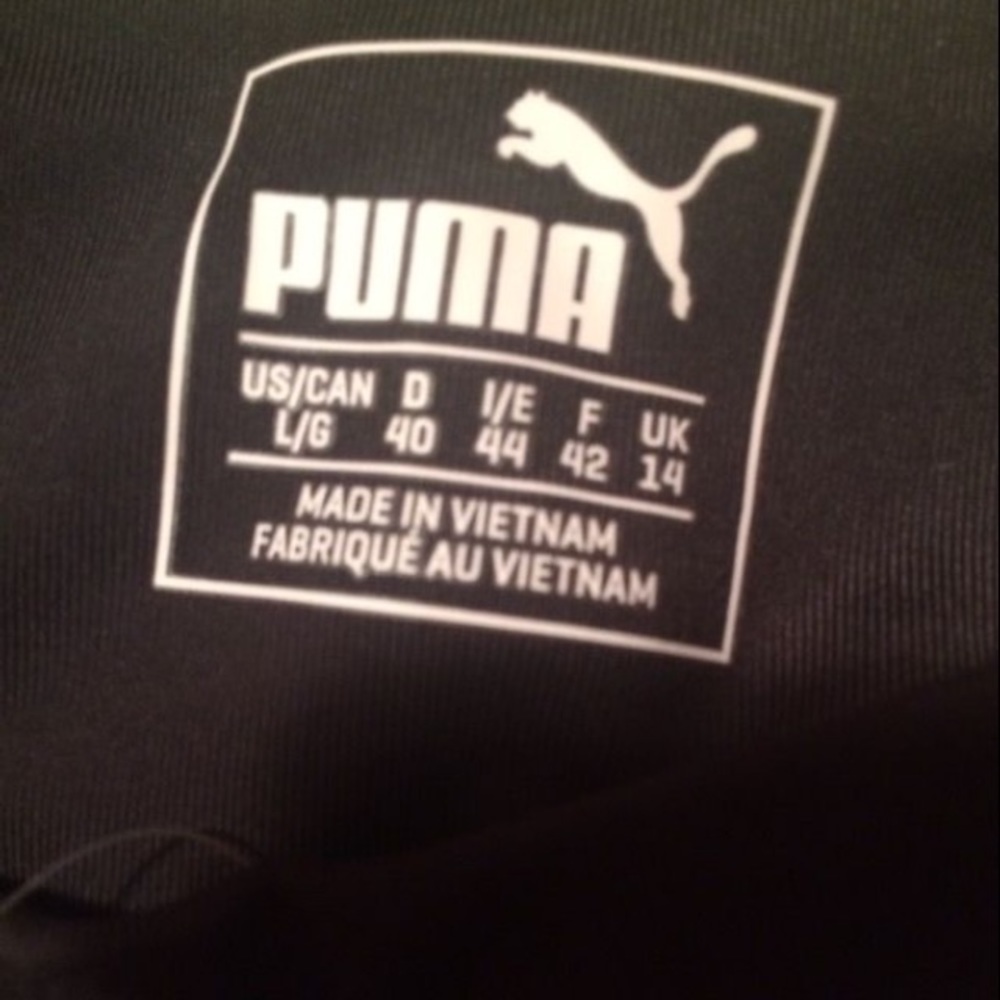 PUMA
US/CAN D I/E F UK
L/G 40 44 42 14
MADE IN VIETNAM
FABRIQUÉ AU VIETNAM